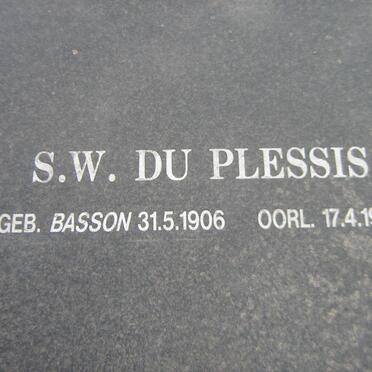 S.W. DU PLESSIS
GEB. BASSON 31.5.1906 OORL. 17.4.19